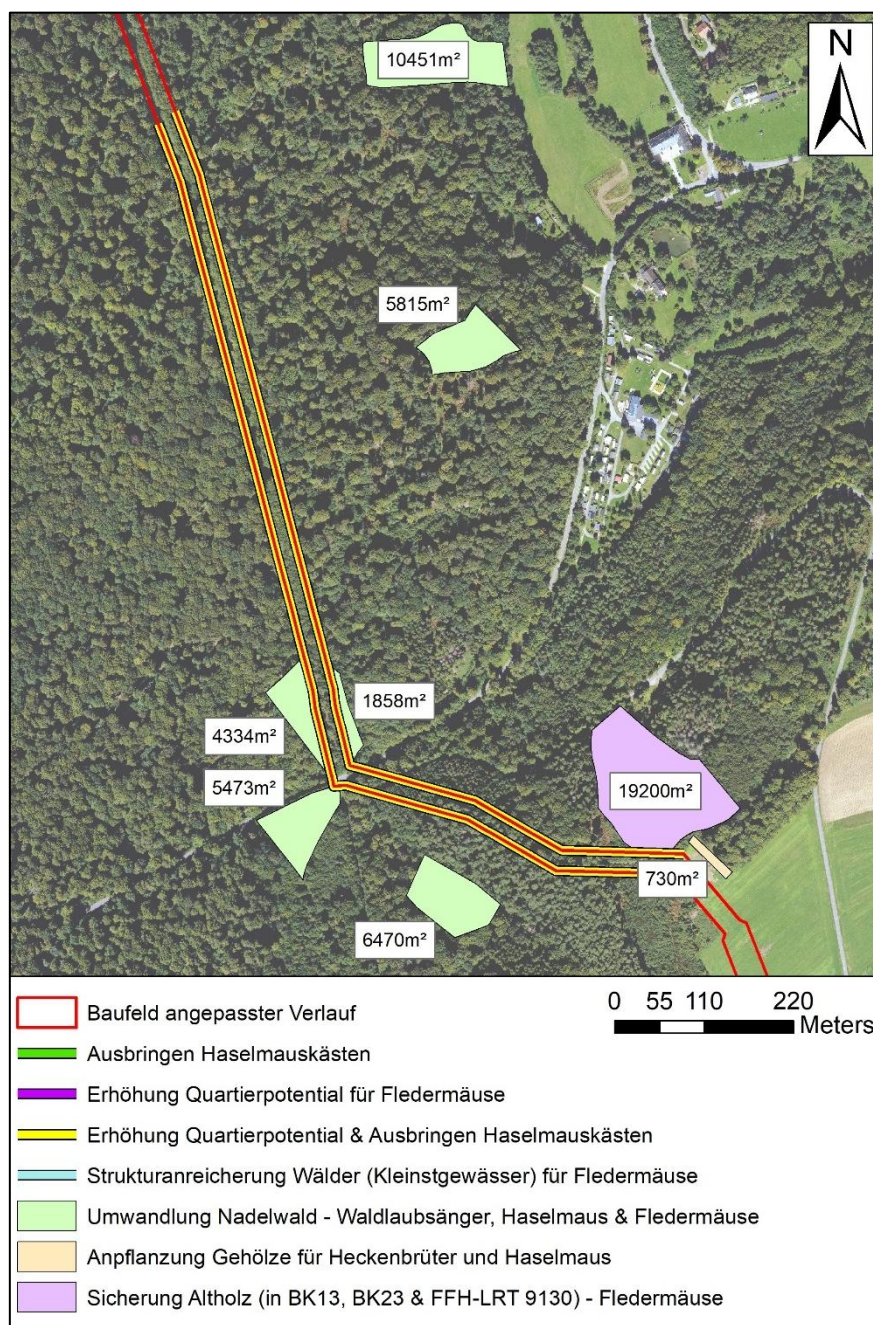 10451m²
N
5815m²
1858m²
4334m²
5473m²
19200m²
730m²
6470m²
Baufeld angepasster Verlauf
0 55 110 220
Meters
Ausbringen Haselmauskästen
Erhöhung Quartierpotential für Fledermäuse
Erhöhung Quartierpotential & Ausbringen Haselmauskästen
Strukturanreicherung Wälder (Kleinstgewässer) für Fledermäuse
Umwandlung Nadelwald - Waldlaubsänger, Haselmaus & Fledermäuse
Anpflanzung Gehölze für Heckenbrüter und Haselmaus
Sicherung Altholz (in BK13, BK23 & FFH-LRT 9130) - Fledermäuse